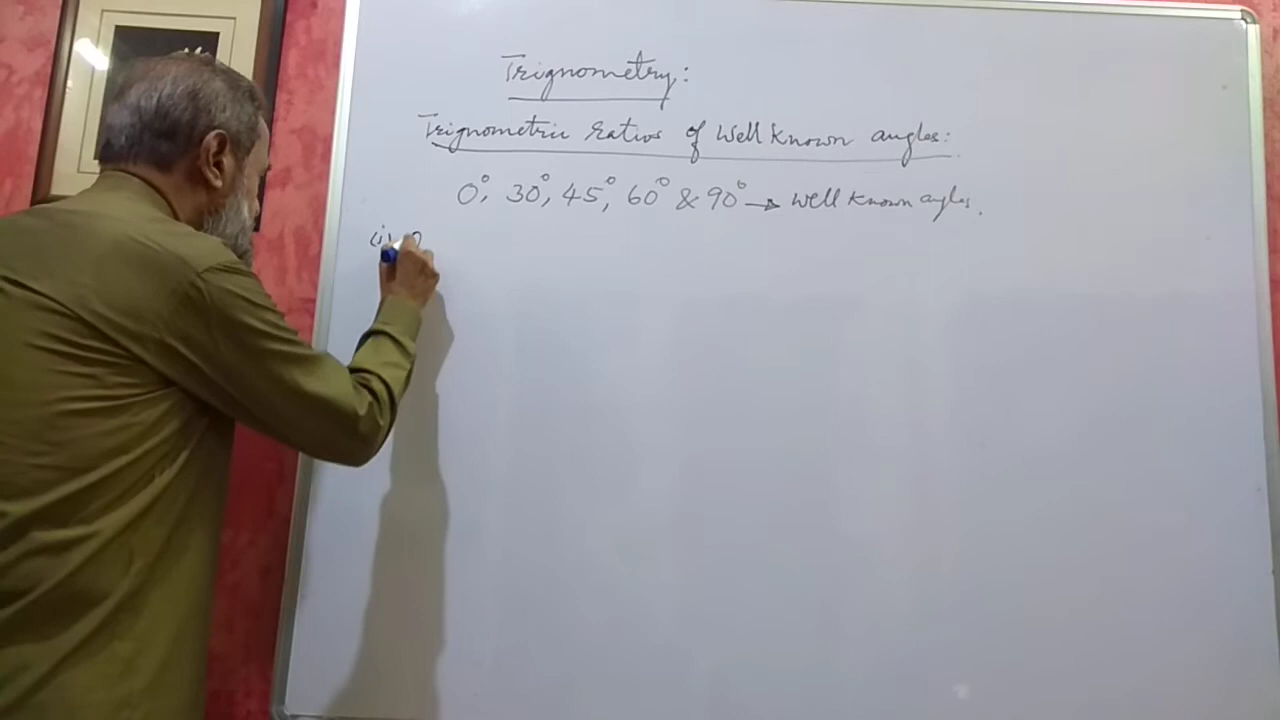 Trignometry:
Trignometric Ratios of Well Known angles:
0°, 30°, 45°, 60° & 90° → Well Known angles.
(i)